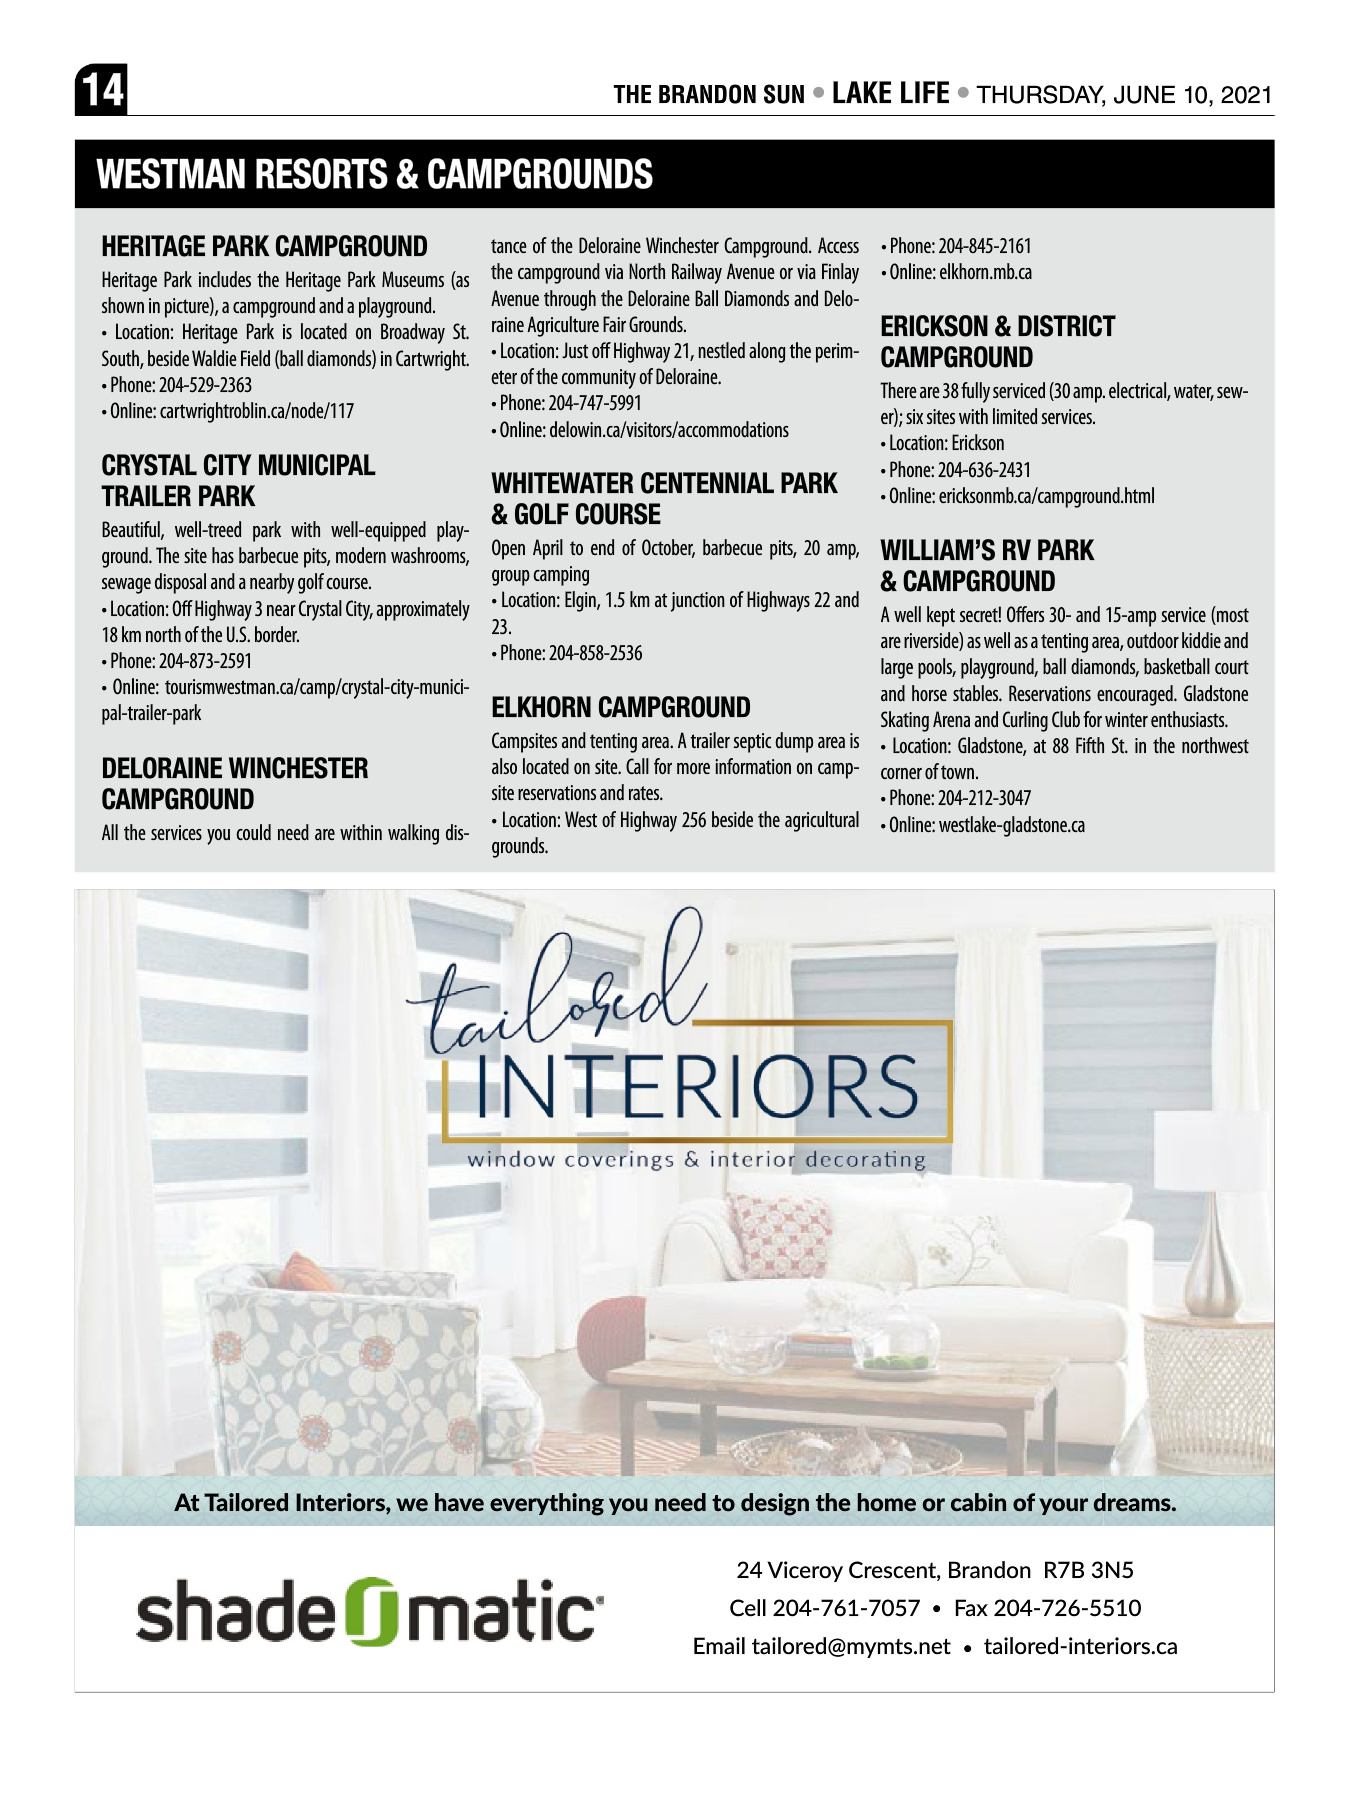 14
THE BRANDON SUN • LAKE LIFE • THURSDAY, JUNE 10, 2021
WESTMAN RESORTS & CAMPGROUNDS
HERITAGE PARK CAMPGROUND
Heritage Park includes the Heritage Park Museums (as
shown in picture), a campground and a playground.
• Location: Heritage Park is located on Broadway St.
South, beside Waldie Field (ball diamonds) in Cartwright.
• Phone: 204-529-2363
• Online: cartwrightroblin.ca/node/117
CRYSTAL CITY MUNICIPAL
TRAILER PARK
Beautiful, well-treed park with well-equipped play-
ground. The site has barbecue pits, modern washrooms,
sewage disposal and a nearby golf course.
• Location: Off Highway 3 near Crystal City, approximately
18 km north of the U.S. border.
• Phone: 204-873-2591
• Online: tourismwestman.ca/camp/crystal-city-munici-
pal-trailer-park
DELORAINE WINCHESTER
CAMPGROUND
All the services you could need are within walking dis-
tance of the Deloraine Winchester Campground. Access
the campground via North Railway Avenue or via Finlay
Avenue through the Deloraine Ball Diamonds and Delo-
raine Agriculture Fair Grounds.
• Location: Just off Highway 21, nestled along the perim-
eter of the community of Deloraine.
• Phone: 204-747-5991
• Online: delowin.ca/visitors/accommodations
WHITEWATER CENTENNIAL PARK
& GOLF COURSE
Open April to end of October, barbecue pits, 20 amp,
group camping
• Location: Elgin, 1.5 km at junction of Highways 22 and
23.
• Phone: 204-858-2536
ELKHORN CAMPGROUND
Campsites and tenting area. A trailer septic dump area is
also located on site. Call for more information on camp-
site reservations and rates.
• Location: West of Highway 256 beside the agricultural
grounds.
• Phone: 204-845-2161
• Online: elkhorn.mb.ca
ERICKSON & DISTRICT
CAMPGROUND
There are 38 fully serviced (30 amp. electrical, water, sew-
er); six sites with limited services.
• Location: Erickson
• Phone: 204-636-2431
• Online: ericksonmb.ca/campground.html
WILLIAM'S RV PARK
& CAMPGROUND
A well kept secret! Offers 30- and 15-amp service (most
are riverside) as well as a tenting area, outdoor kiddie and
large pools, playground, ball diamonds, basketball court
and horse stables. Reservations encouraged. Gladstone
Skating Arena and Curling Club for winter enthusiasts.
• Location: Gladstone, at 88 Fifth St. in the northwest
corner of town.
• Phone: 204-212-3047
• Online: westlake-gladstone.ca
tailored
INTERIORS
window coverings & interior decorating
At Tailored Interiors, we have everything you need to design the home or cabin of your dreams.
shade matic
24 Viceroy Crescent, Brandon R7B 3N5
Cell 204-761-7057 • Fax 204-726-5510
Email tailored@mymts.net • tailored-interiors.ca